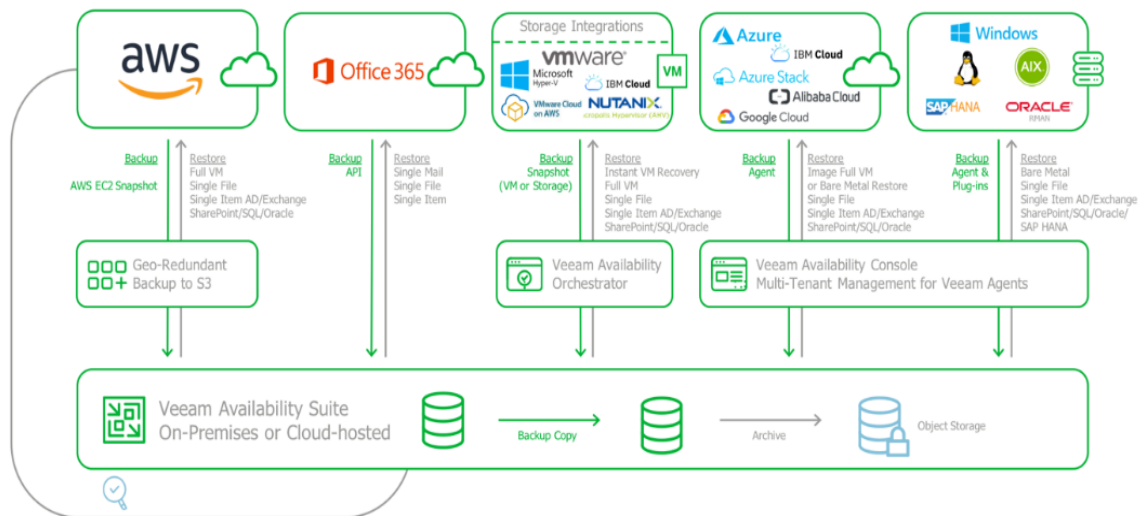 aws
Office 365
Storage Integrations
vmware
Microsoft
Hyper-V
IBM Cloud
VMware Cloud
on AWS
NUTANIX
Acropolis Hypervisor (AHV)
VM
Azure
IBM Cloud
Azure Stack
Alibaba Cloud
Google Cloud
Windows
AIX
SAP HANA
ORACLE
RMAN
Backup
AWS EC2 Snapshot
Restore
Full VM
Single File
Single Item AD/Exchange
SharePoint/SQL/Oracle
Backup
API
Restore
Single Mail
Single File
Single Item
Backup
Snapshot
(VM or Storage)
Restore
Instant VM Recovery
Full VM
Single File
Single Item AD/Exchange
SharePoint/SQL/Oracle
Backup
Agent
Restore
Image Full VM
or Bare Metal Restore
Single File
Single Item AD/Exchange
SharePoint/SQL/Oracle
Backup
Agent &
Plug-ins
Restore
Bare Metal
Single File
Single Item AD/Exchange
SharePoint/SQL/Oracle/
SAP HANA
Geo-Redundant
Backup to S3
Veeam Availability
Orchestrator
Veeam Availability Console
Multi-Tenant Management for Veeam Agents
Veeam Availability Suite
On-Premises or Cloud-hosted
Backup Copy
Archive
Object Storage